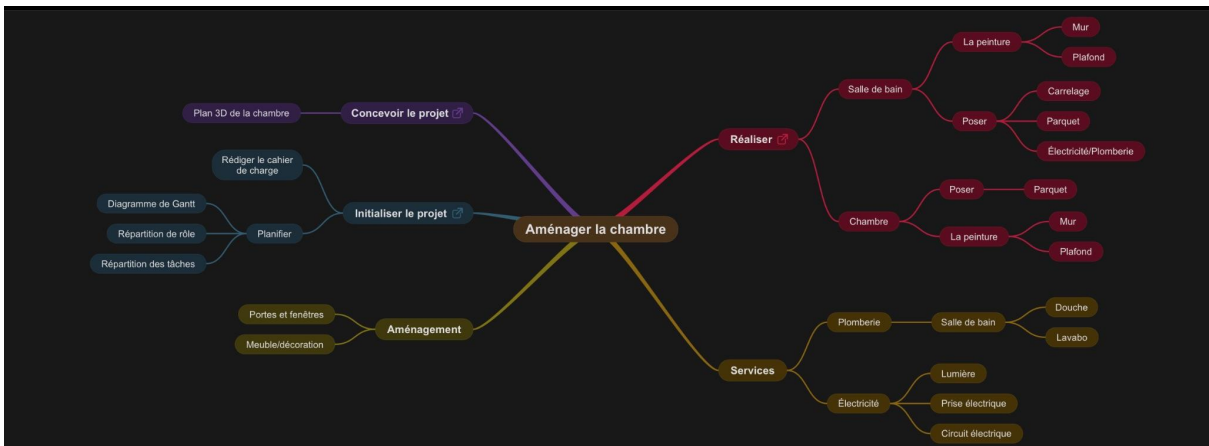 Aménager la chambre
Concevoir le projet
Plan 3D de la chambre
Initialiser le projet
Rédiger le cahier
de charge
Planifier
Diagramme de Gantt
Répartition de rôle
Répartition des tâches
Aménagement
Portes et fenêtres
Meuble/décoration
Réaliser
Salle de bain
La peinture
Mur
Plafond
Poser
Carrelage
Parquet
Électricité/Plomberie
Chambre
Poser
Parquet
La peinture
Mur
Plafond
Services
Plomberie
Salle de bain
Douche
Lavabo
Électricité
Lumière
Prise électrique
Circuit électrique